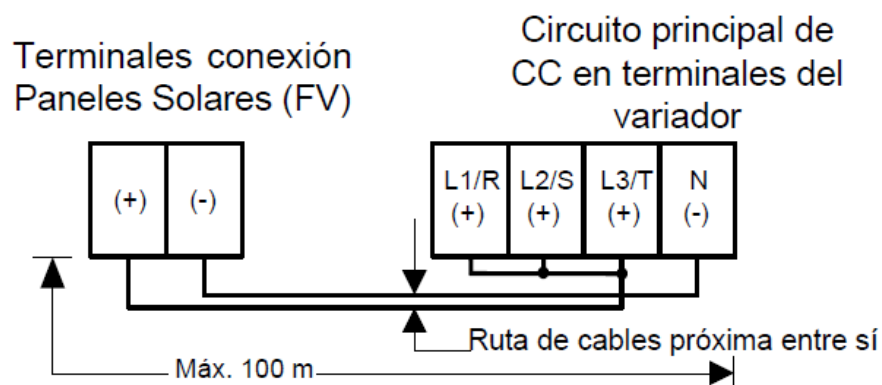 Terminales conexión
Paneles Solares (FV)
Circuito principal de
CC en terminales del
variador
(+) (-)
L1/R L2/S L3/T N
(+) (+) (+) (-)
Ruta de cables próxima entre sí
Máx. 100 m